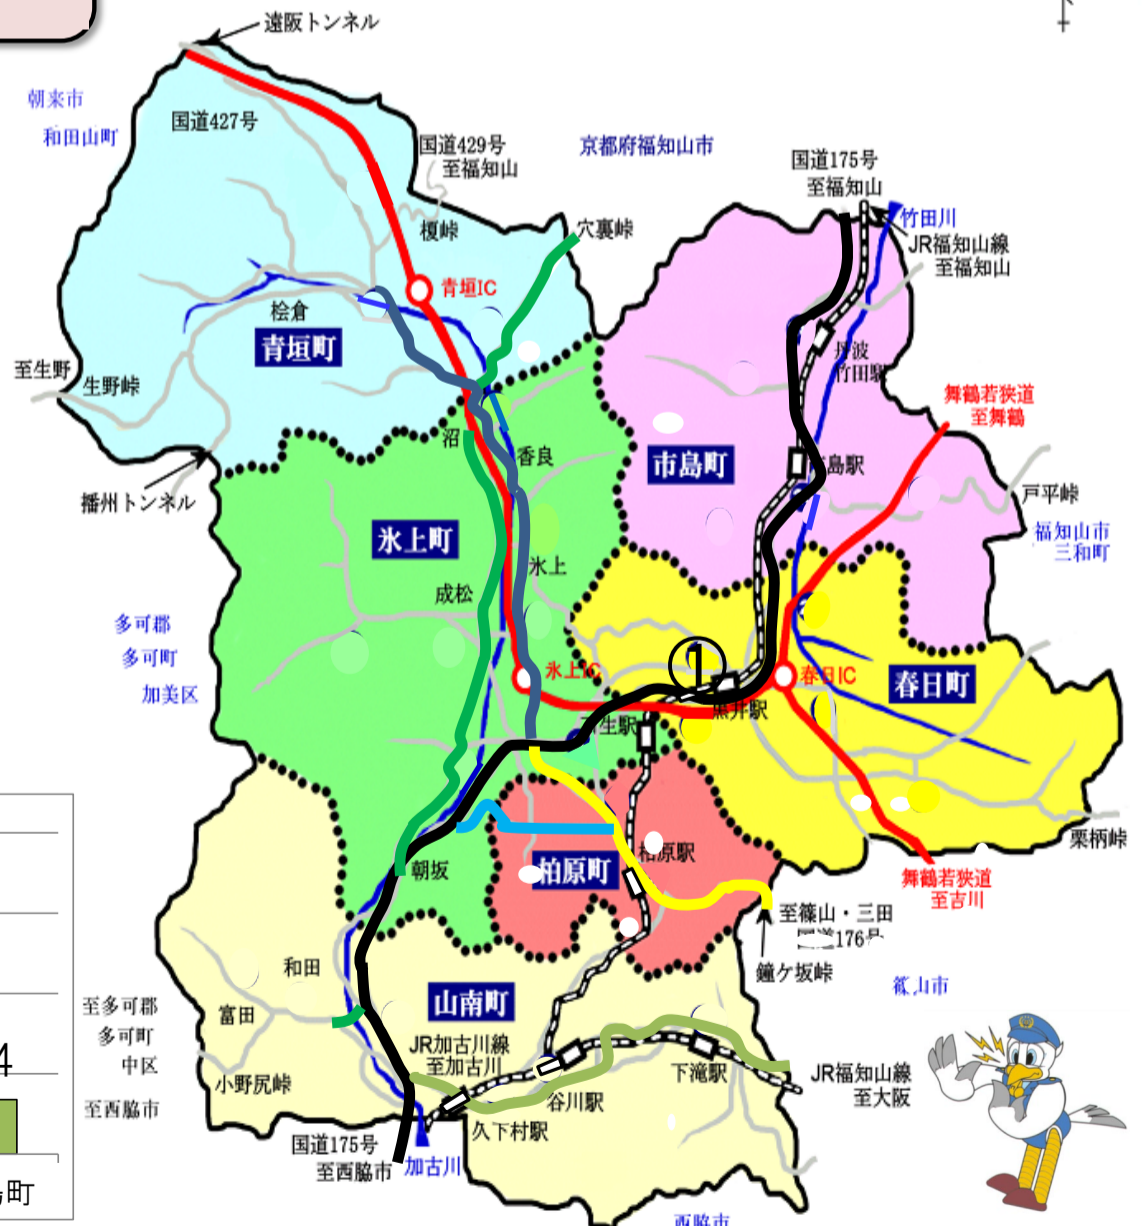 遠阪トンネル
朝来市
和田山町
国道427号
国道429号
至福知山
京都府福知山市
国道175号
至福知山
竹田川
JR福知山線
至福知山
榎峠
穴裏峠
青垣IC
桧倉
青垣町
至生野
生野峠
丹波
竹田駅
舞鶴若狭道
至舞鶴
沼
香良
市島町
島駅
播州トンネル
戸平峠
福知山市
三和町
氷上町
氷上
成松
多可郡
多可町
加美区
氷上IC
①
春日IC
春日町
黒井駅
生駅
栗柄峠
朝坂
柏原町
柏原駅
舞鶴若狭道
至吉川
至篠山・三田
176号
鐘ケ坂峠
篠山市
和田
富田
山南町
至多可郡
多可町
中区
JR加古川線
至加古川
小野尻峠
下滝駅
JR福知山線
至大阪
谷川駅
至西脇市
久下村駅
国道175号
至西脇市
加古川
西脇市
4
町